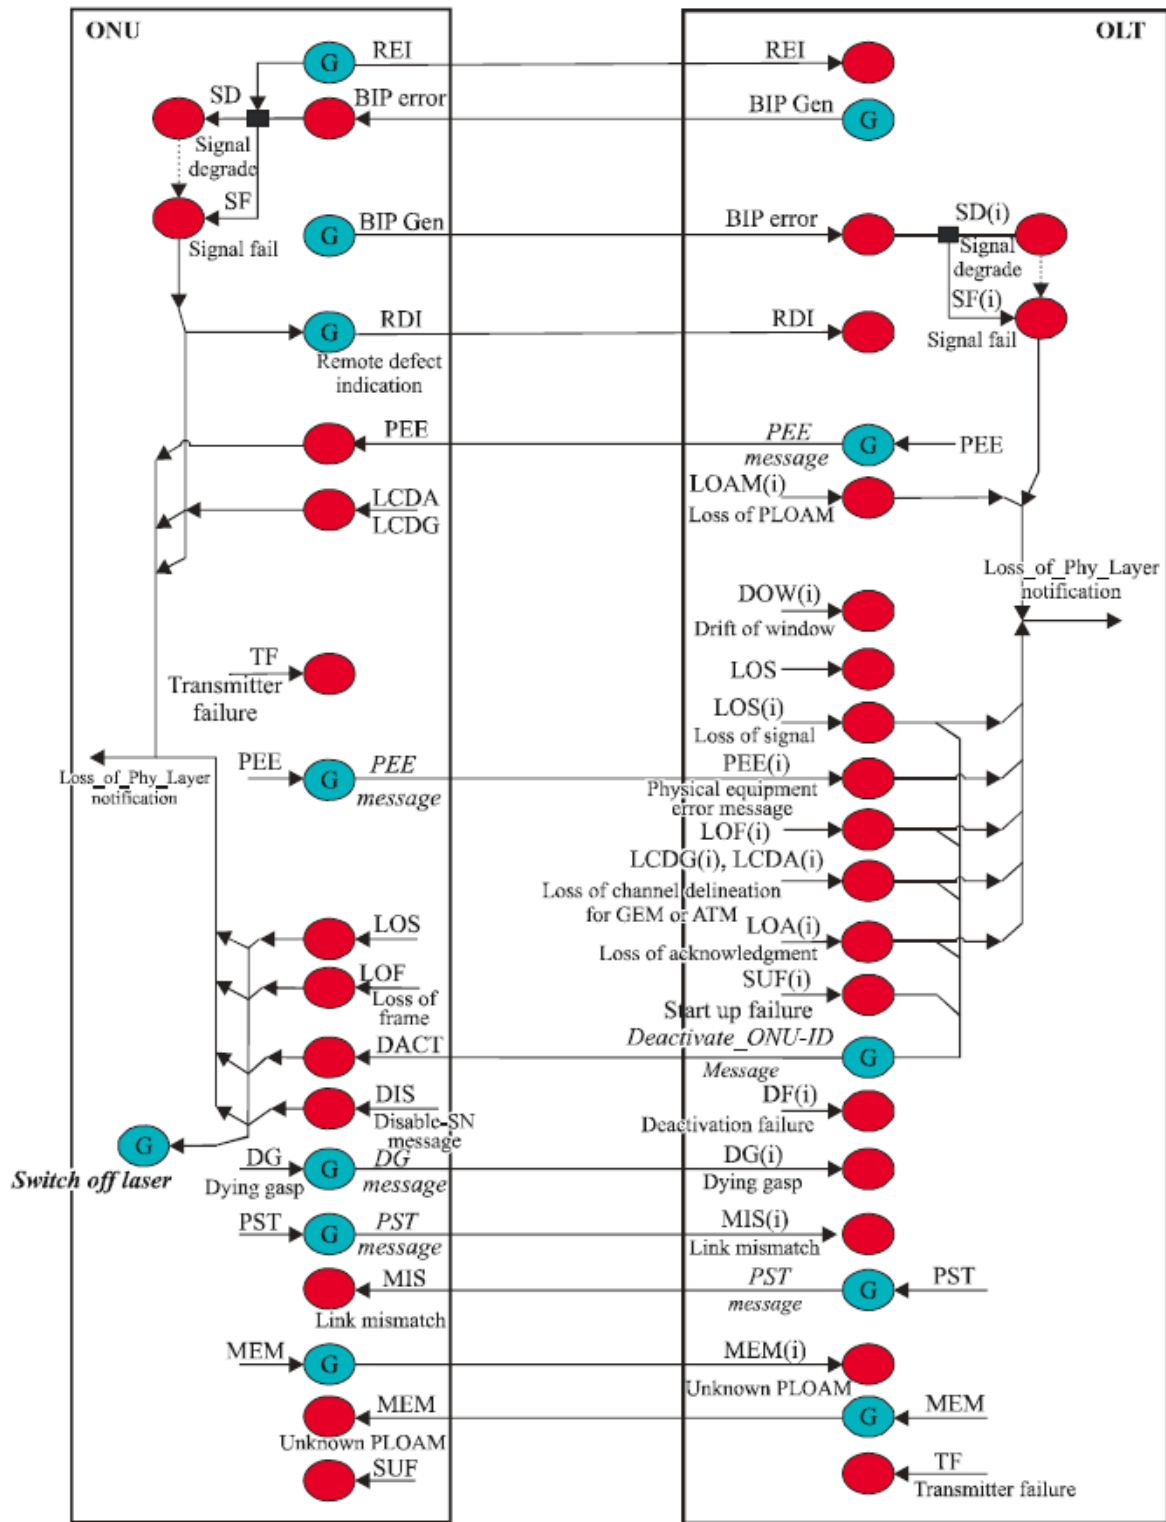 ONU
OLT
G
REI
REI
SD
BIP error
BIP Gen
G
Signal
degrade
SF
Signal fail
G
BIP Gen
BIP error
SD(i)
Signal
degrade
SF(i)
Signal fail
G
RDI
RDI
Remote defect
indication
PEE
PEE
message
G
PEE
LCDA
LCDG
LOAM(i)
Loss of PLOAM
Loss_of_Phy_Layer
notification
DOW(i)
Drift of window
TF
Transmitter
failure
LOS
LOS(i)
Loss of signal
Loss_of_Phy_Layer
notification
PEE
G
PEE
message
PEE(i)
Physical equipment
error message
LOF(i)
LCDG(i), LCDA(i)
Loss of channel delineation
for GEM or ATM
LOS
LOA(i)
Loss of acknowledgment
LOF
Loss of
frame
SUF(i)
Start up failure
DACT
Deactivate_ONU-ID
Message
G
DIS
Disable-SN
message
DF(i)
Deactivation failure
G
Switch off laser
DG
Dying gasp
G
DG
message
DG(i)
Dying gasp
PST
G
PST
message
MIS(i)
Link mismatch
MIS
Link mismatch
PST
message
G
PST
MEM
G
MEM(i)
Unknown PLOAM
MEM
Unknown PLOAM
G
MEM
SUF
TF
Transmitter failure